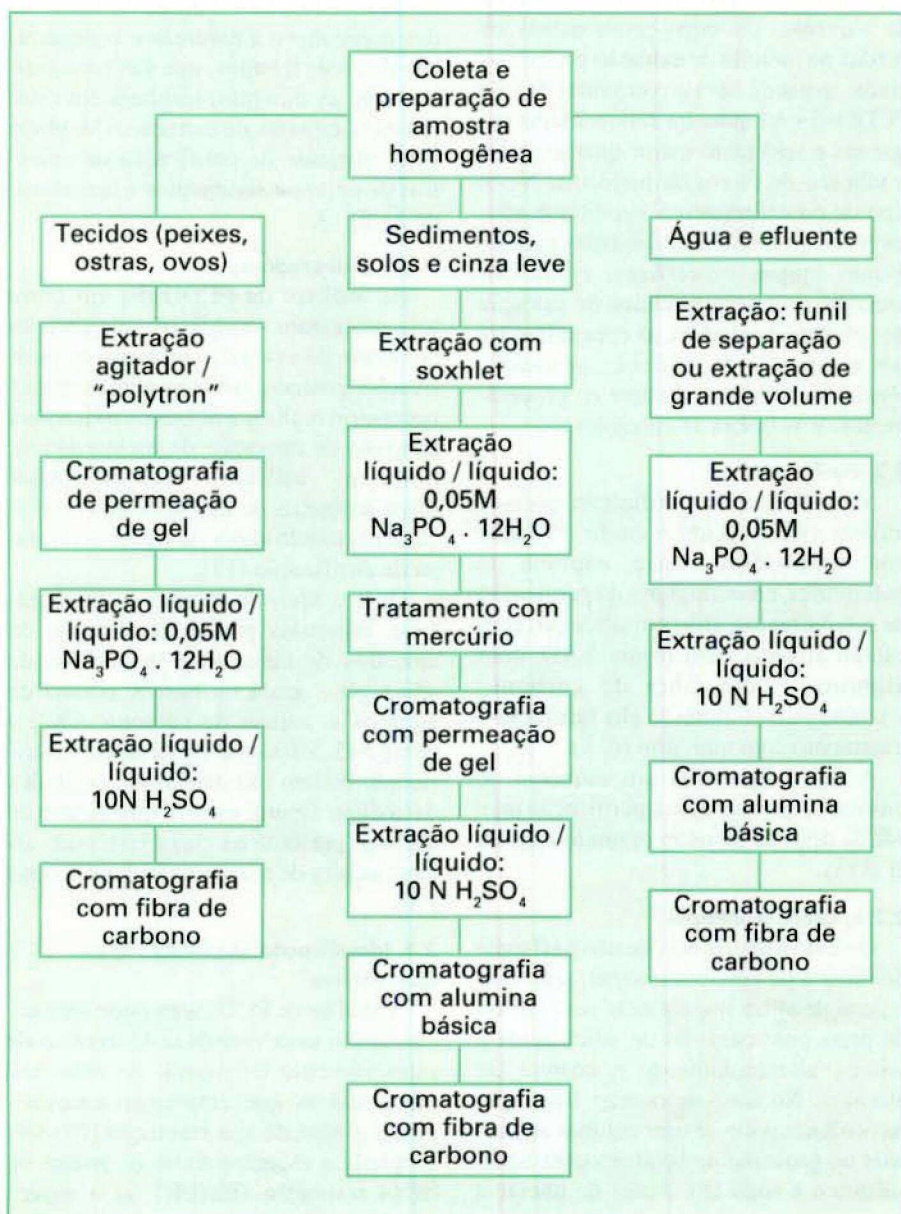 Coleta e
preparação de
amostra
homogênea
Tecidos (peixes,
ostras, ovos)
Extração
agitador /
"polytron"
Cromatografia
de permeação
de gel
Extração líquido /
líquido: 0,05M
Na₃PO₄ . 12H₂O
Extração líquido /
líquido:
10N H₂SO₄
Cromatografia
com fibra de
carbono
Sedimentos,
solos e cinza leve
Extração com
soxhlet
Extração
líquido / líquido:
0,05M
Na₃PO₄ . 12H₂O
Tratamento com
mercúrio
Cromatografia
com permeação
de gel
Extração líquido /
líquido:
10 N H₂SO₄
Cromatografia
com alumina
básica
Cromatografia
com fibra de
carbono
Água e efluente
Extração: funil
de separação
ou extração de
grande volume
Extração
líquido / líquido:
0,05M
Na₃PO₄ . 12H₂O
Extração líquido /
líquido:
10 N H₂SO₄
Cromatografia
com alumina
básica
Cromatografia
com fibra de
carbono